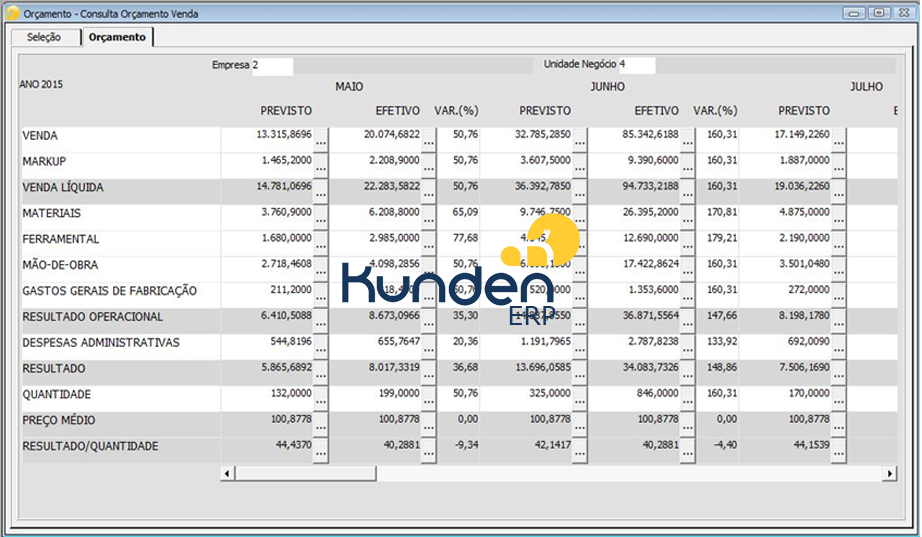 Orçamento - Consulta Orçamento Venda
Seleção Orçamento
Empresa 2 Unidade Negócio 4
ANO 2015 MAIO JUNHO JULHO
PREVISTO EFETIVO VAR.(%) PREVISTO EFETIVO VAR.(%) PREVISTO E
VENDA 13.315,8696 ... 20.074,6822 ... 50,76 32.785,2850 ... 85.342,6188 ... 160,31 17.149,2260 ...
MARKUP 1.465,2000 ... 2.208,9000 ... 50,76 3.607,5000 ... 9.390,6000 ... 160,31 1.887,0000 ...
VENDA LÍQUIDA 14.781,0696 ... 22.283,5822 ... 50,76 36.392,7850 ... 94.733,2188 ... 160,31 19.036,2260 ...
MATERIAIS 3.760,9000 ... 6.208,8000 ... 65,09 9.746,7500 ... 26.395,2000 ... 170,81 4.875,0000 ...
FERRAMENTAL 1.680,0000 ... 2.985,0000 ... 77,68 12.690,0000 ... 179,21 2.190,0000 ...
MÃO-DE-OBRA 2.718,4608 ... 4.098,2856 ... 50,76 17.422,8624 ... 160,31 3.501,0480 ...
GASTOS GERAIS DE FABRICAÇÃO 211,2000 ... 1.353,6000 ... 160,31 272,0000 ...
Kunden
ERP
RESULTADO OPERACIONAL 6.410,5088 ... 8.673,0966 ... 35,30 36.871,5564 ... 147,66 8.198,1780 ...
DESPESAS ADMINISTRATIVAS 544,8196 ... 655,7647 ... 20,36 1.191,7965 ... 2.787,8238 ... 133,92 692,0090 ...
RESULTADO 5.865,6892 ... 8.017,3319 ... 36,68 13.696,0585 ... 34.083,7326 ... 148,86 7.506,1690 ...
QUANTIDADE 132,0000 ... 199,0000 ... 50,76 325,0000 ... 846,0000 ... 160,31 170,0000 ...
PREÇO MÉDIO 100,8778 ... 100,8778 ... 0,00 100,8778 ... 100,8778 ... 0,00 100,8778 ...
RESULTADO/QUANTIDADE 44,4370 ... 40,2881 ... -9,34 42,1417 ... 40,2881 ... -4,40 44,1539 ...